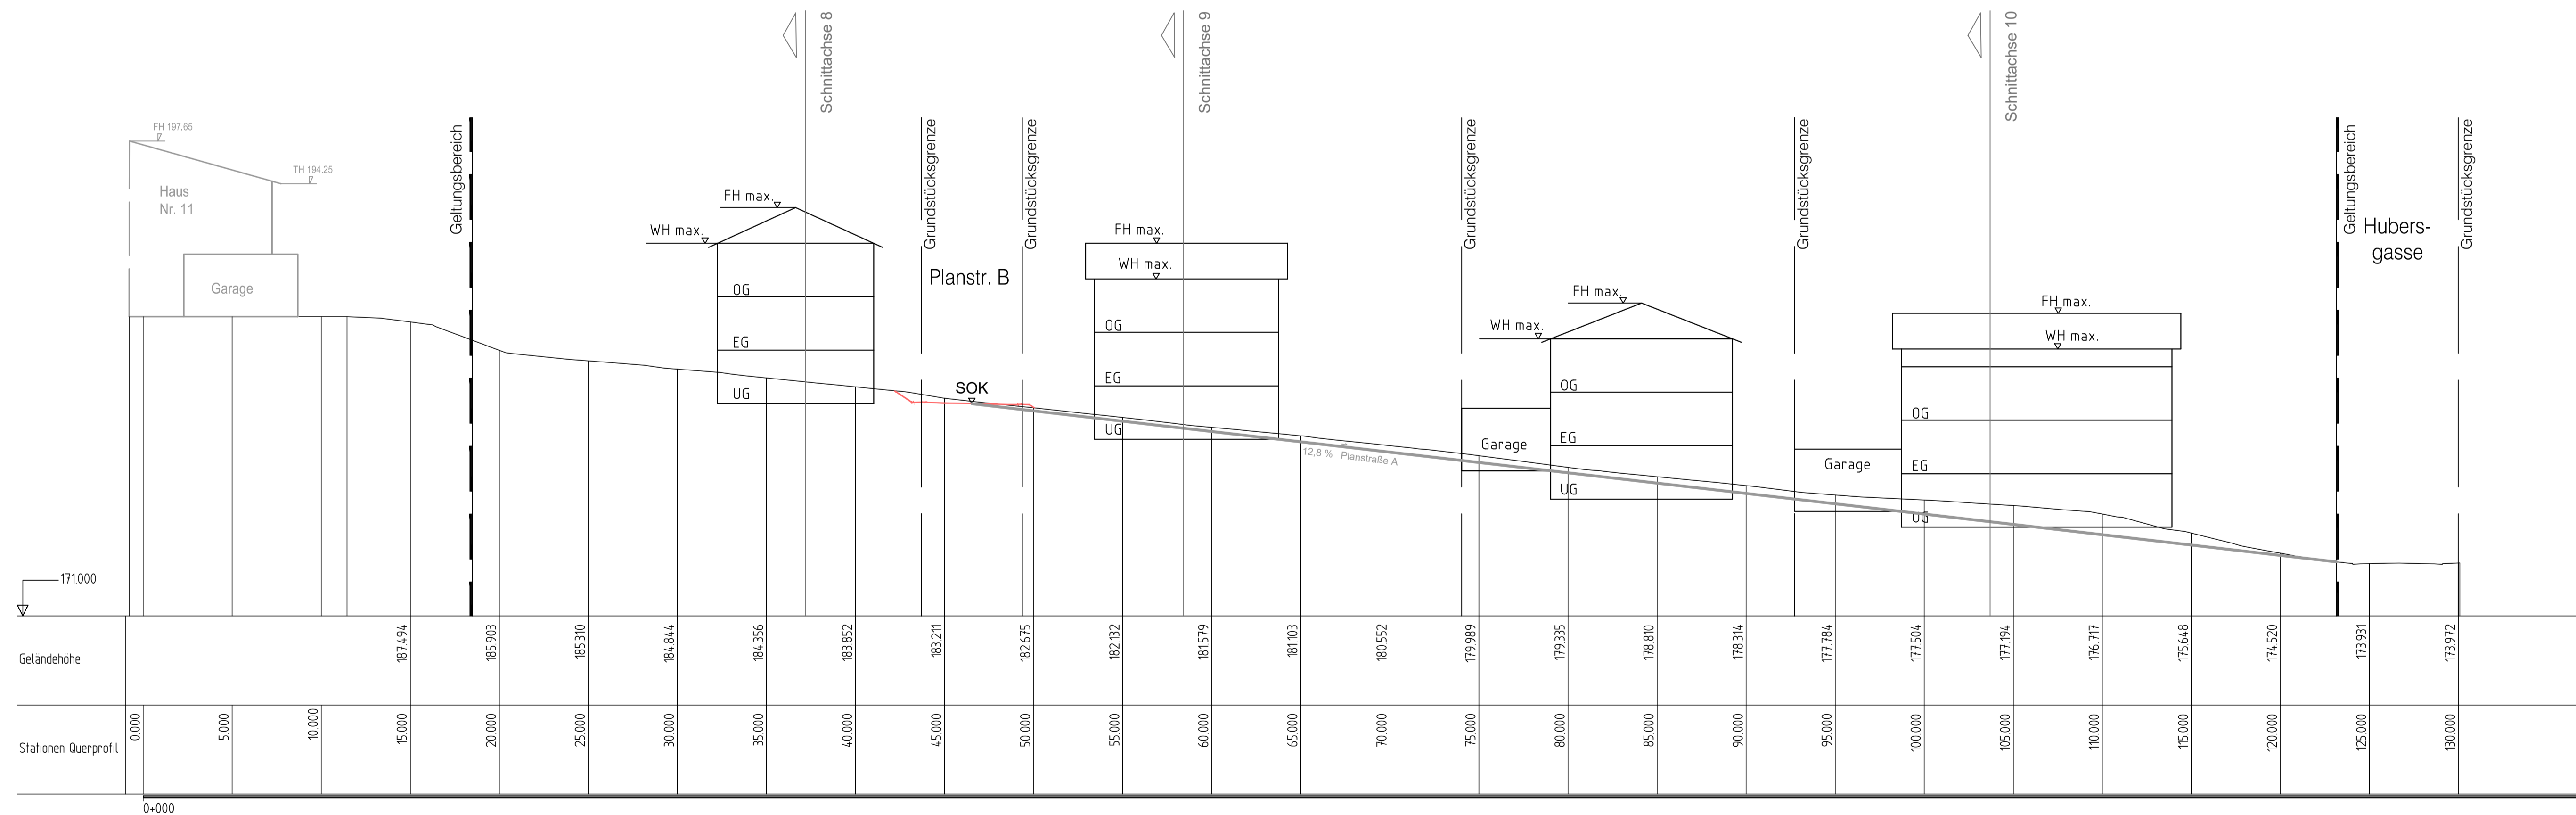 Schnittachse 8
Schnittachse 9
Schnittachse 10
FH 197,65
TH 194.25
Haus
Nr. 11
Garage
Geltungsbereich
FH max.
WH max.
OG
EG
UG
Grundstücksgrenze
Planstr. B
SOK
Grundstücksgrenze
FH max.
WH max.
OG
EG
UG
12,8 % Planstraße A
Grundstücksgrenze
Garage
FH max.
WH max.
OG
EG
UG
Grundstücksgrenze
Garage
FH max.
WH max.
OG
EG
UG
Geltungsbereich
Hubers-
gasse
Grundstücksgrenze
171.000
Geländehöhe
187.494
185.903
185.310
184.844
184.356
183.852
183.211
182.675
182.132
181.579
181.103
180.552
179.989
179.335
178.810
178.314
177.784
177.504
177.194
176.717
175.648
174.520
173.931
173.972
Stationen Querprofil
0.000
5.000
10.000
15.000
20.000
25.000
30.000
35.000
40.000
45.000
50.000
55.000
60.000
65.000
70.000
75.000
80.000
85.000
90.000
95.000
100.000
105.000
110.000
115.000
120.000
125.000
130.000
0+000